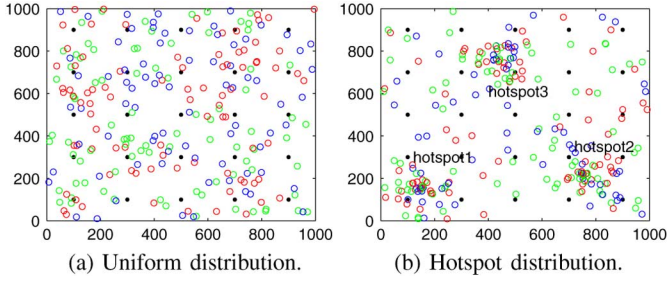 1000 1000
800 800
600 600
400 400
200 200
0 0
0 200 400 600 800 1000 0 200 400 600 800 1000
hotspot3
hotspot2
hotspot1
(a) Uniform distribution. (b) Hotspot distribution.